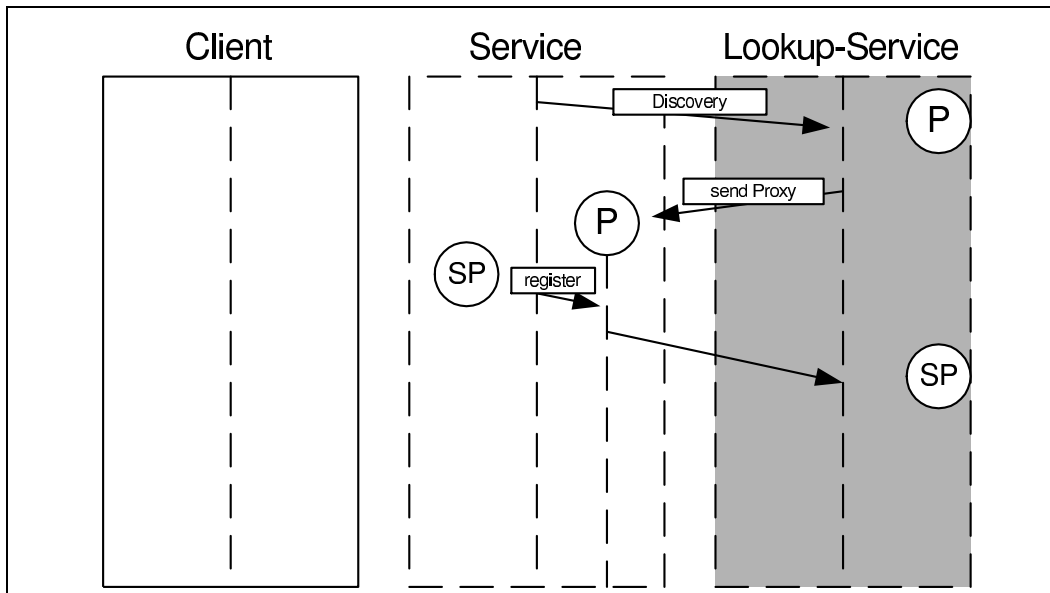 Client Service Lookup-Service
Discovery
P
send Proxy
P
SP
register
SP